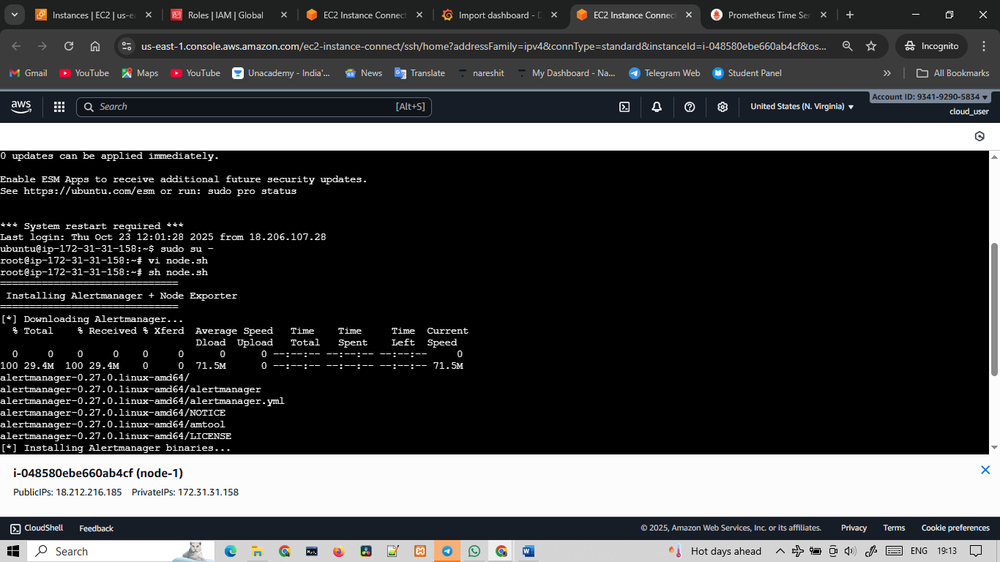 Instances | EC2 | us-ea
Roles | IAM | Global
EC2 Instance Connect
Import dashboard - D
EC2 Instance Connect
Prometheus Time Ser
us-east-1.console.aws.amazon.com/ec2-instance-connect/ssh/home?addressFamily=ipv4&connType=standard&instanceId=i-048580ebe660ab4cf&os...
Incognito
Gmail
YouTube
Maps
YouTube
Unacademy - India'...
News
Translate
nareshit
My Dashboard - Na...
Telegram Web
Student Panel
All Bookmarks
aws
Search
[Alt+S]
United States (N. Virginia)
Account ID: 9341-9290-5834
cloud_user
0 updates can be applied immediately.
Enable ESM Apps to receive additional future security updates.
See https://ubuntu.com/esm or run: sudo pro status
*** System restart required ***
Last login: Thu Oct 23 12:01:28 2025 from 18.206.107.28
ubuntu@ip-172-31-31-158:~$ sudo su -
root@ip-172-31-31-158:~# vi node.sh
root@ip-172-31-31-158:~# sh node.sh
==============================
 Installing Alertmanager + Node Exporter
==============================
[*] Downloading Alertmanager...
  % Total    % Received % Xferd  Average Speed   Time    Time     Time  Current
                                 Dload  Upload   Total   Spent    Left  Speed
  0     0    0     0    0     0      0      0 --:--:-- --:--:-- --:--:--     0
100 29.4M  100 29.4M    0     0  71.5M      0 --:--:-- --:--:-- --:--:-- 71.5M
alertmanager-0.27.0.linux-amd64/
alertmanager-0.27.0.linux-amd64/alertmanager
alertmanager-0.27.0.linux-amd64/alertmanager.yml
alertmanager-0.27.0.linux-amd64/NOTICE
alertmanager-0.27.0.linux-amd64/amtool
alertmanager-0.27.0.linux-amd64/LICENSE
[*] Installing Alertmanager binaries...
i-048580ebe660ab4cf (node-1)
PublicIPs: 18.212.216.185 PrivateIPs: 172.31.31.158
CloudShell
Feedback
© 2025, Amazon Web Services, Inc. or its affiliates.
Privacy
Terms
Cookie preferences
Search
Hot days ahead
ENG
19:13